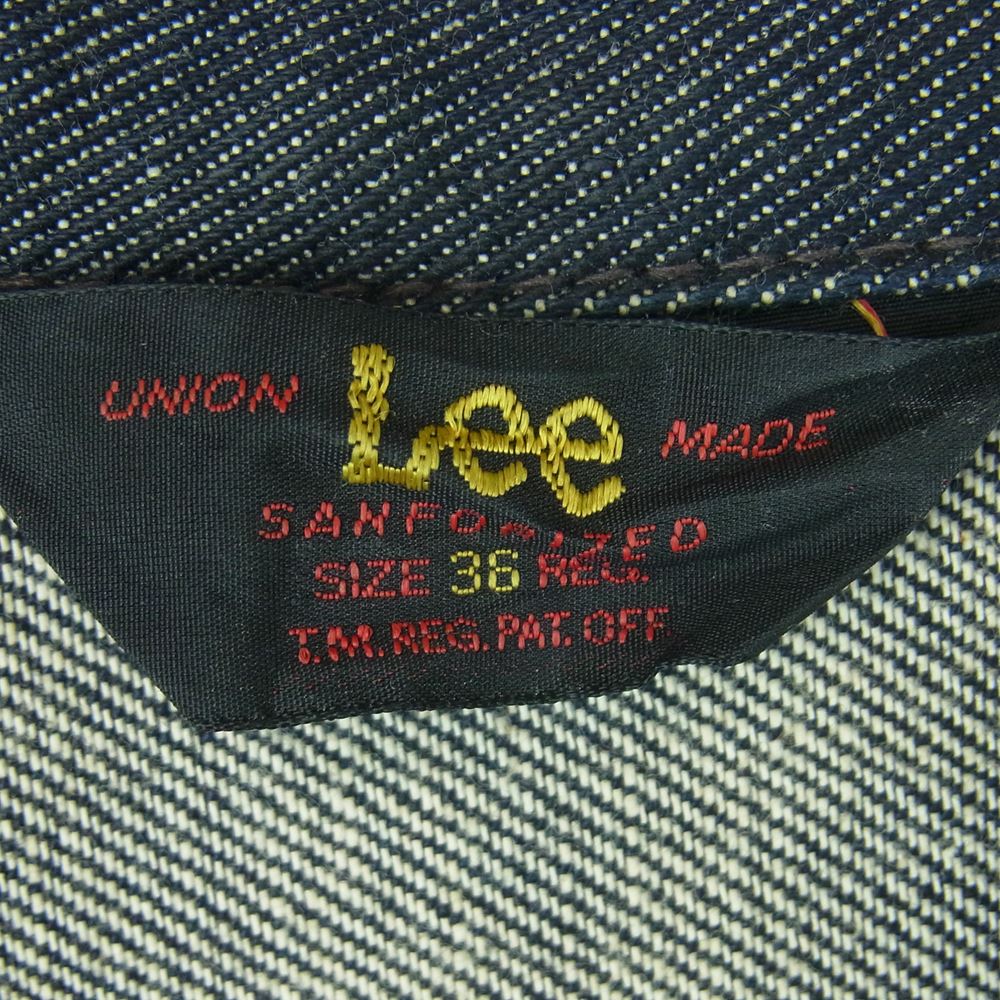 UNION Lee MADE
SANFORIZED
SIZE 36 REG.
T.M. REG. PAT. OFF.